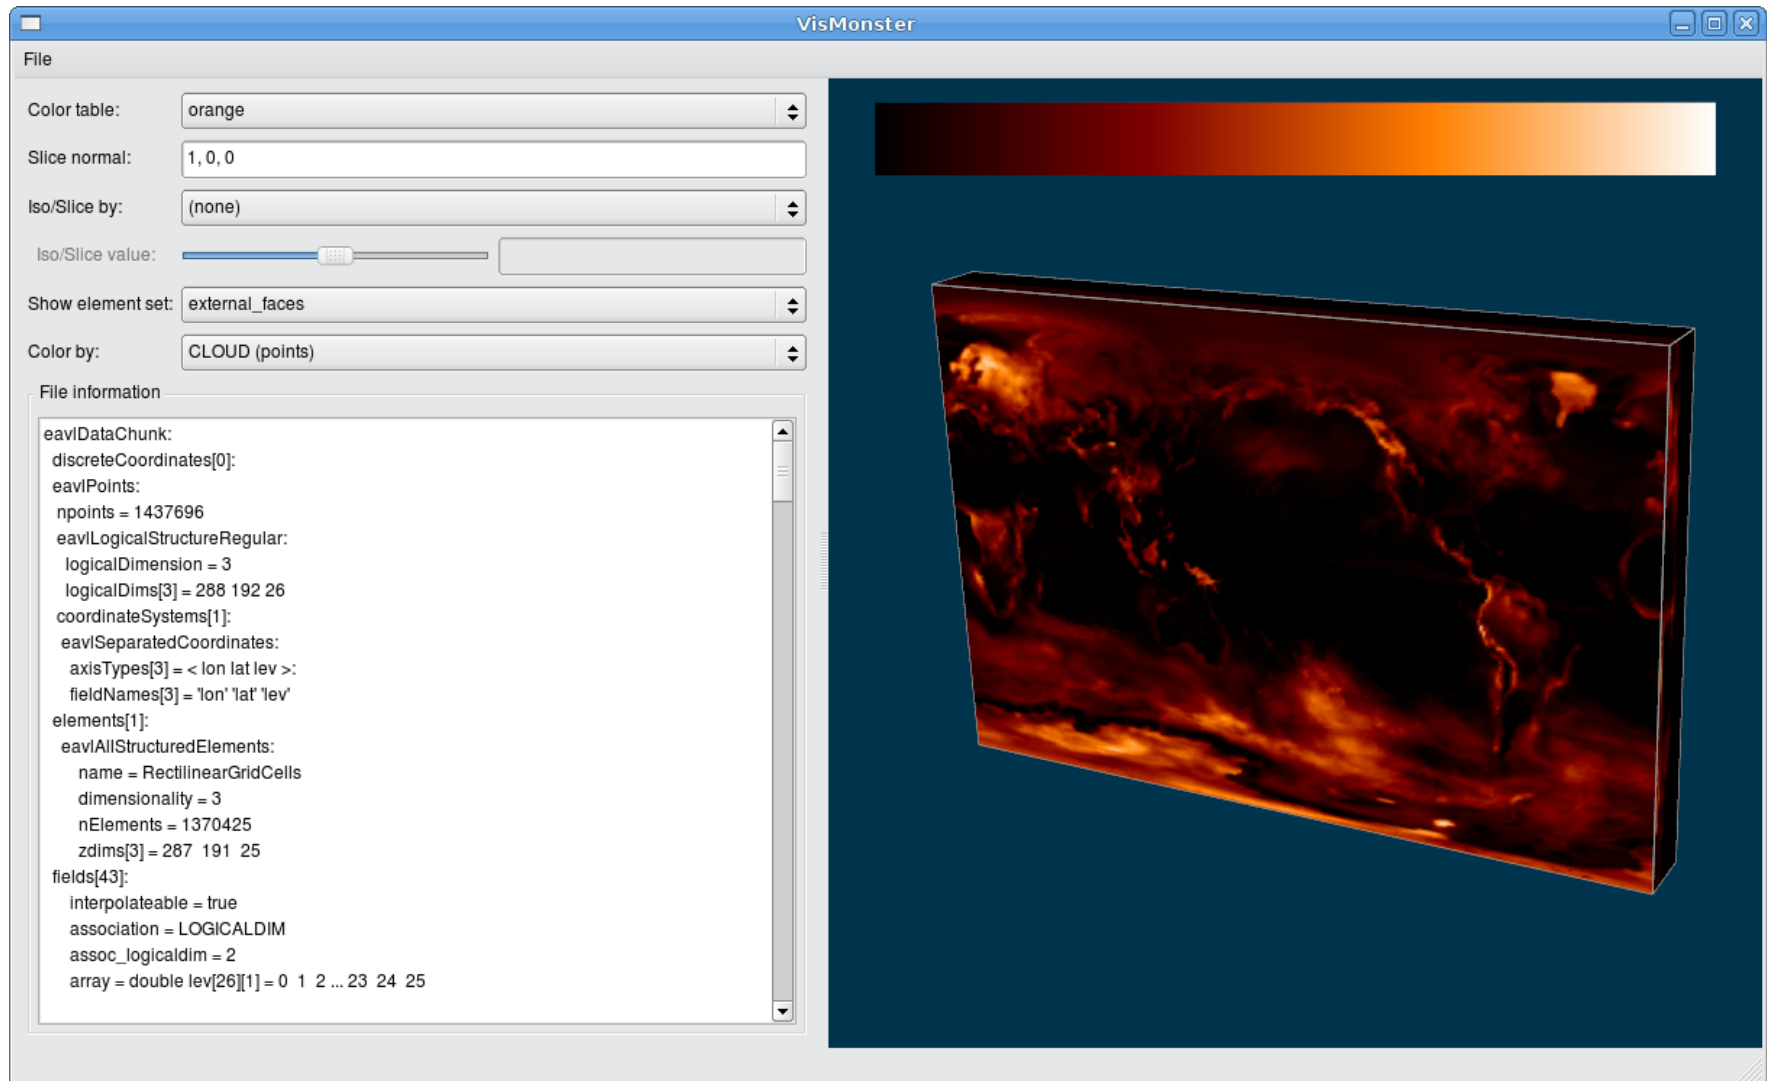 VisMonster
File
Color table: orange
Slice normal: 1, 0, 0
Iso/Slice by: (none)
Iso/Slice value:
Show element set: external_faces
Color by: CLOUD (points)
File information
eavlDataChunk:
discreteCoordinates[0]:
eavlPoints:
npoints = 1437696
eavlLogicalStructureRegular:
logicalDimension = 3
logicalDims[3] = 288 192 26
coordinateSystems[1]:
eavlSeparatedCoordinates:
axisTypes[3] = < lon lat lev >:
fieldNames[3] = 'lon' 'lat' 'lev'
elements[1]:
eavlAllStructuredElements:
name = RectilinearGridCells
dimensionality = 3
nElements = 1370425
zdims[3] = 287 191 25
fields[43]:
interpolateable = true
association = LOGICALDIM
assoc_logicaldim = 2
array = double lev[26][1] = 0 1 2 ... 23 24 25